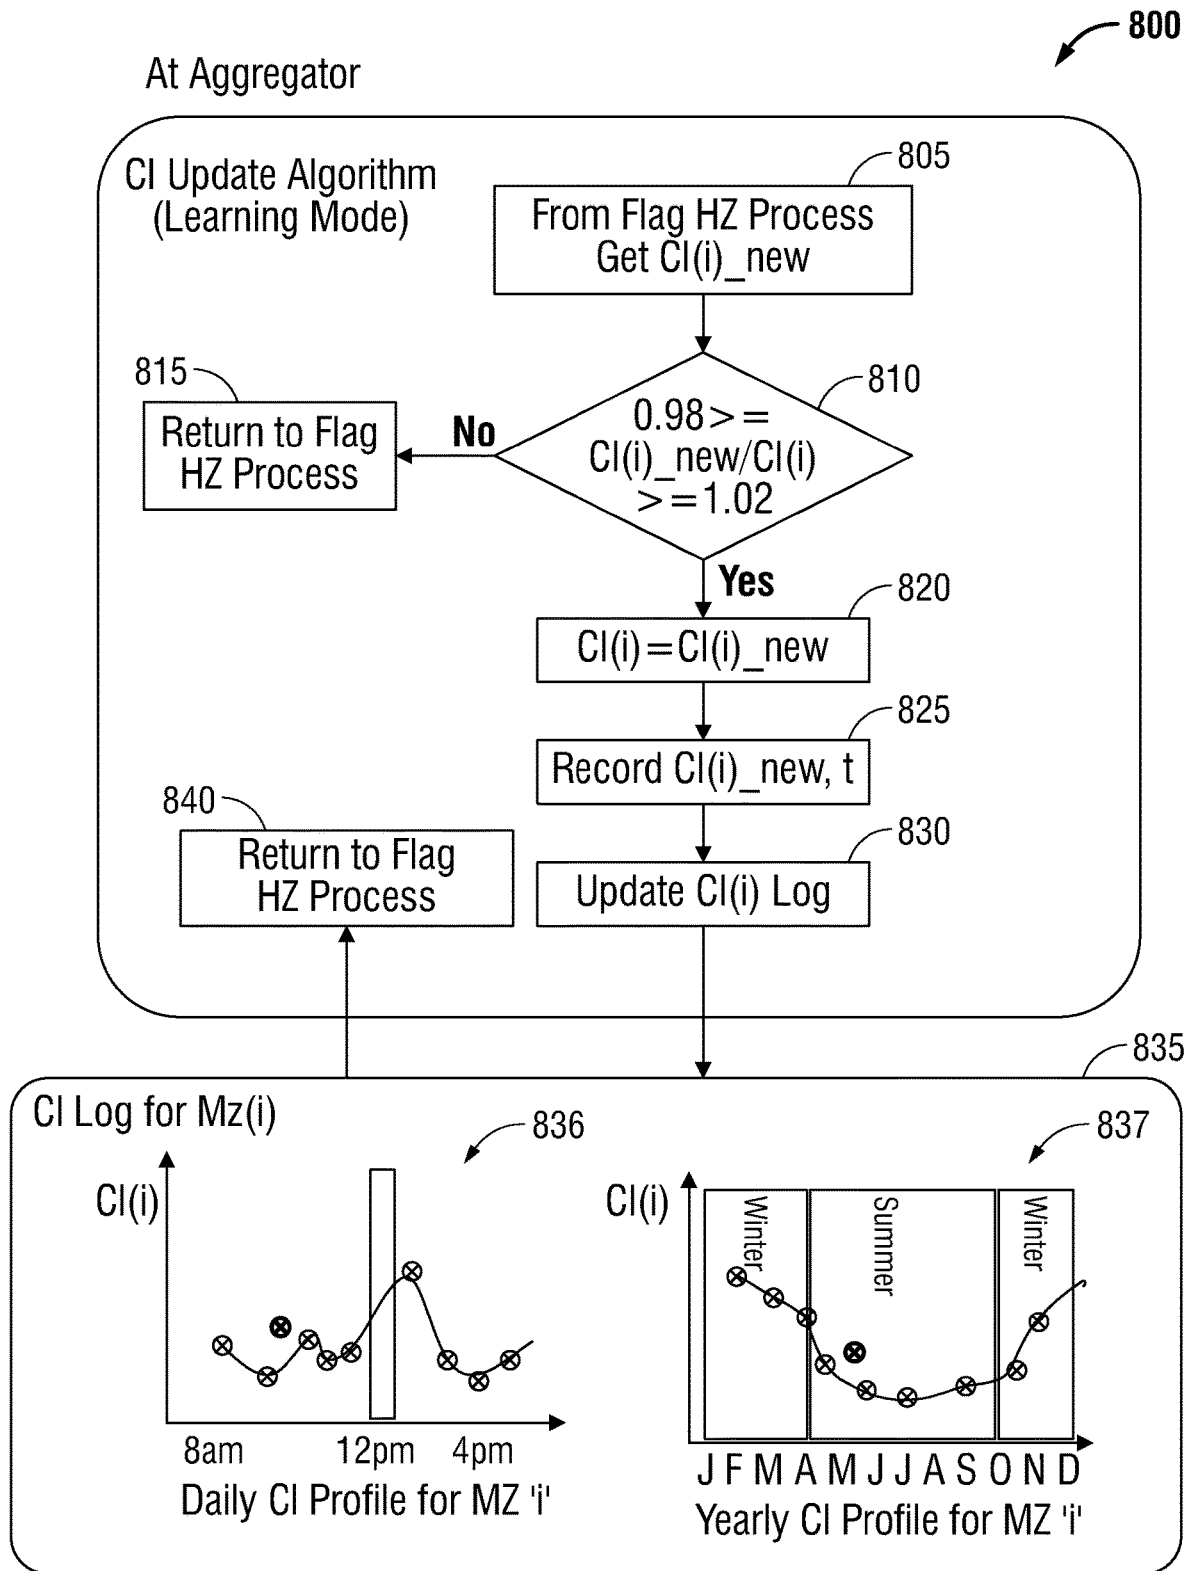 800
At Aggregator
CI Update Algorithm
(Learning Mode)
805
From Flag HZ Process
Get CI(i)_new
810
0.98>=
CI(i)_new/CI(i)
>=1.02
815
No
Return to Flag
HZ Process
Yes
820
CI(i)=CI(i)_new
825
Record CI(i)_new, t
840
Return to Flag
HZ Process
830
Update CI(i) Log
835
CI Log for Mz(i)
836
CI(i)
8am 12pm 4pm
Daily CI Profile for MZ 'i'
837
CI(i)
Winter
Summer
Winter
J F M A M J J A S O N D
Yearly CI Profile for MZ 'i'